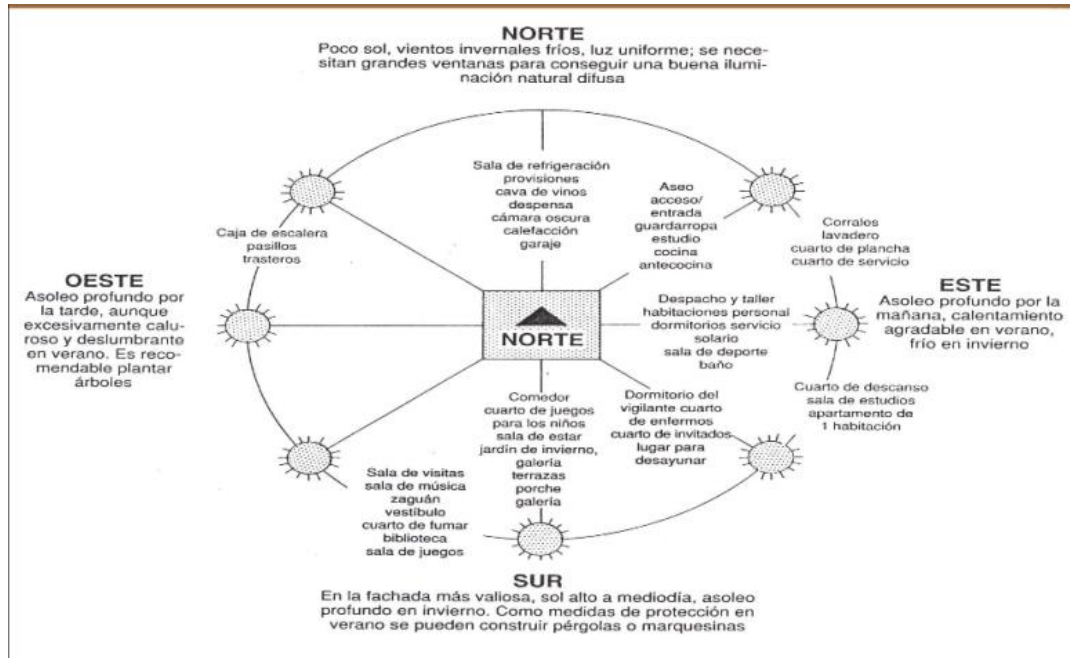 NORTE
Poco sol, vientos invernales fríos, luz uniforme; se nece-
sitan grandes ventanas para conseguir una buena ilumi-
nación natural difusa
Sala de refrigeración
provisiones
cava de vinos
despensa
cámara oscura
calefacción
garaje
Aseo
acceso/
entrada
guardarropa
estudio
cocina
antecocina
Corrales
lavadero
cuarto de plancha
cuarto de servicio
Caja de escalera
pasillos
trasteros
OESTE
Asoleo profundo por
la tarde, aunque
excesivamente calu-
roso y deslumbrante
en verano. Es reco-
mendable plantar
árboles
NORTE
Despacho y taller
habitaciones personal
dormitorios servicio
solario
sala de deporte
baño
ESTE
Asoleo profundo por la
mañana, calentamiento
agradable en verano,
frío en invierno
Cuarto de descanso
sala de estudios
apartamento de
1 habitación
Comedor
cuarto de juegos
para los niños
sala de estar
jardín de invierno,
galería
terrazas
porche
galería
Dormitorio del
vigilante cuarto
de enfermos
cuarto de invitados
lugar para
desayunar
Sala de visitas
sala de música
zaguán
vestíbulo
cuarto de fumar
biblioteca
sala de juegos
SUR
En la fachada más valiosa, sol alto a mediodía, asoleo
profundo en invierno. Como medidas de protección en
verano se pueden construir pérgolas o marquesinas